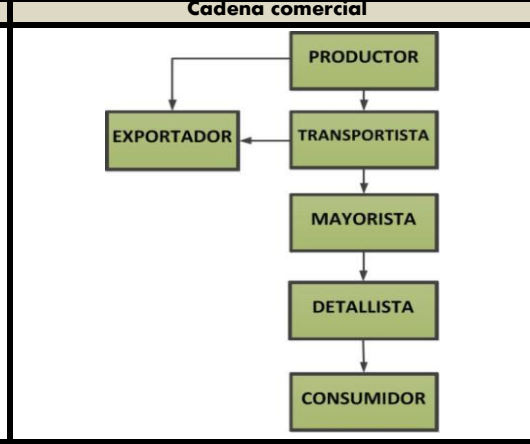 Cadena comercial
PRODUCTOR
EXPORTADOR
TRANSPORTISTA
MAYORISTA
DETALLISTA
CONSUMIDOR